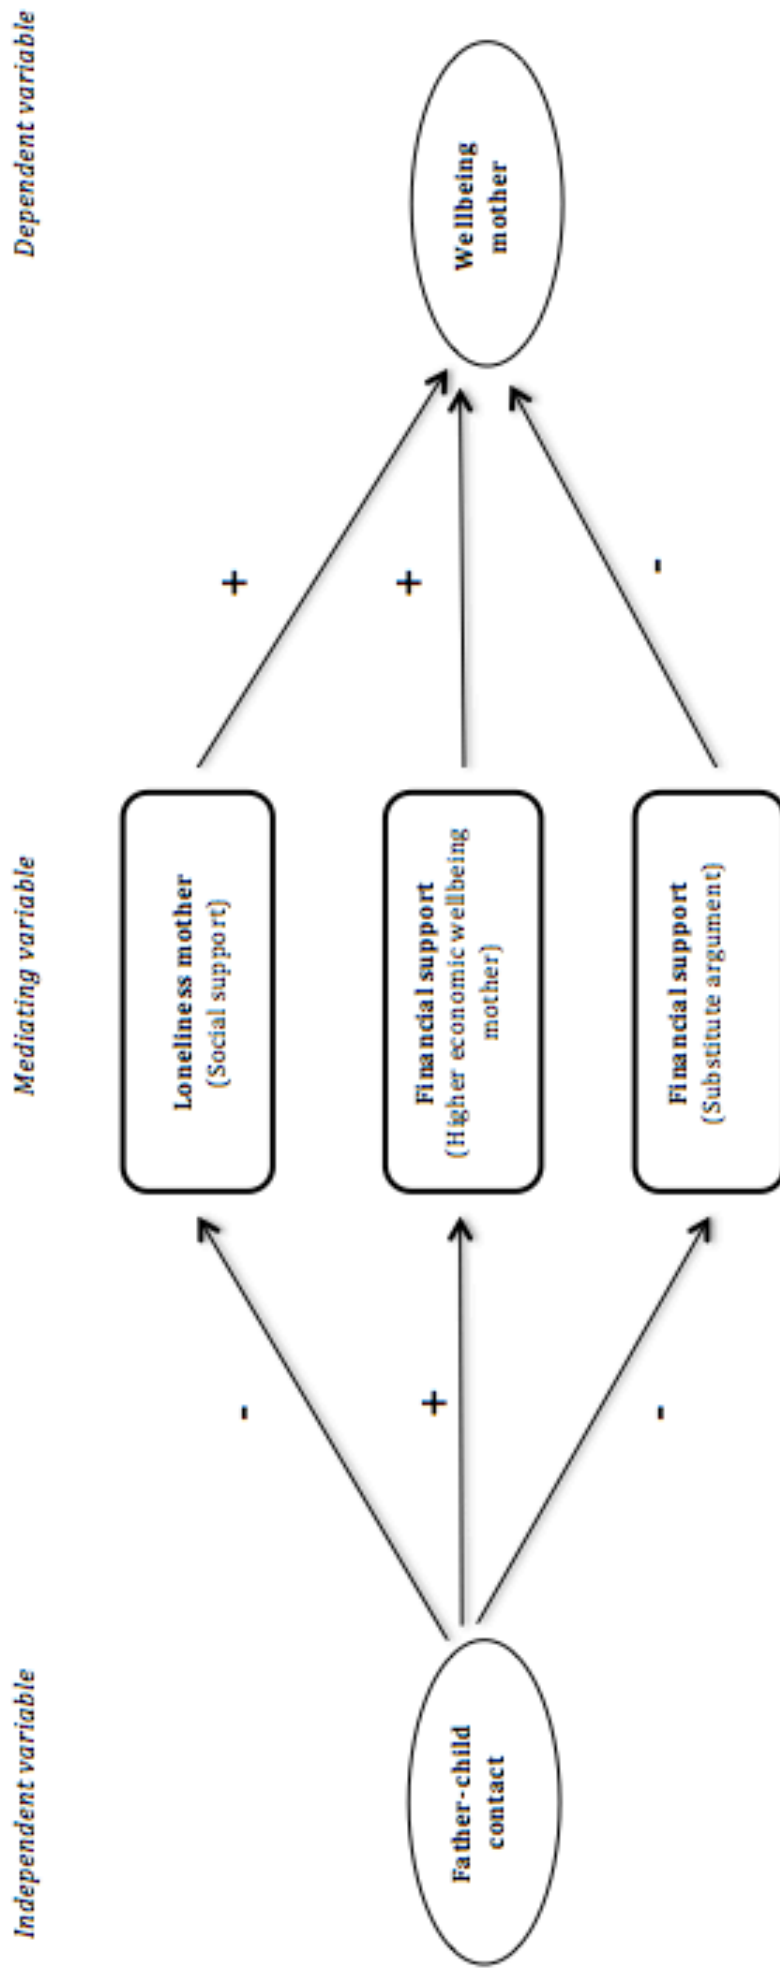 Independent variable
Mediating variable
Dependent variable
Loneliness mother
(Social support)
-
+
Father-child
contact
+
Financial support
(Higher economic wellbeing
mother)
+
Wellbeing
mother
-
Financial support
(Substitute argument)
-